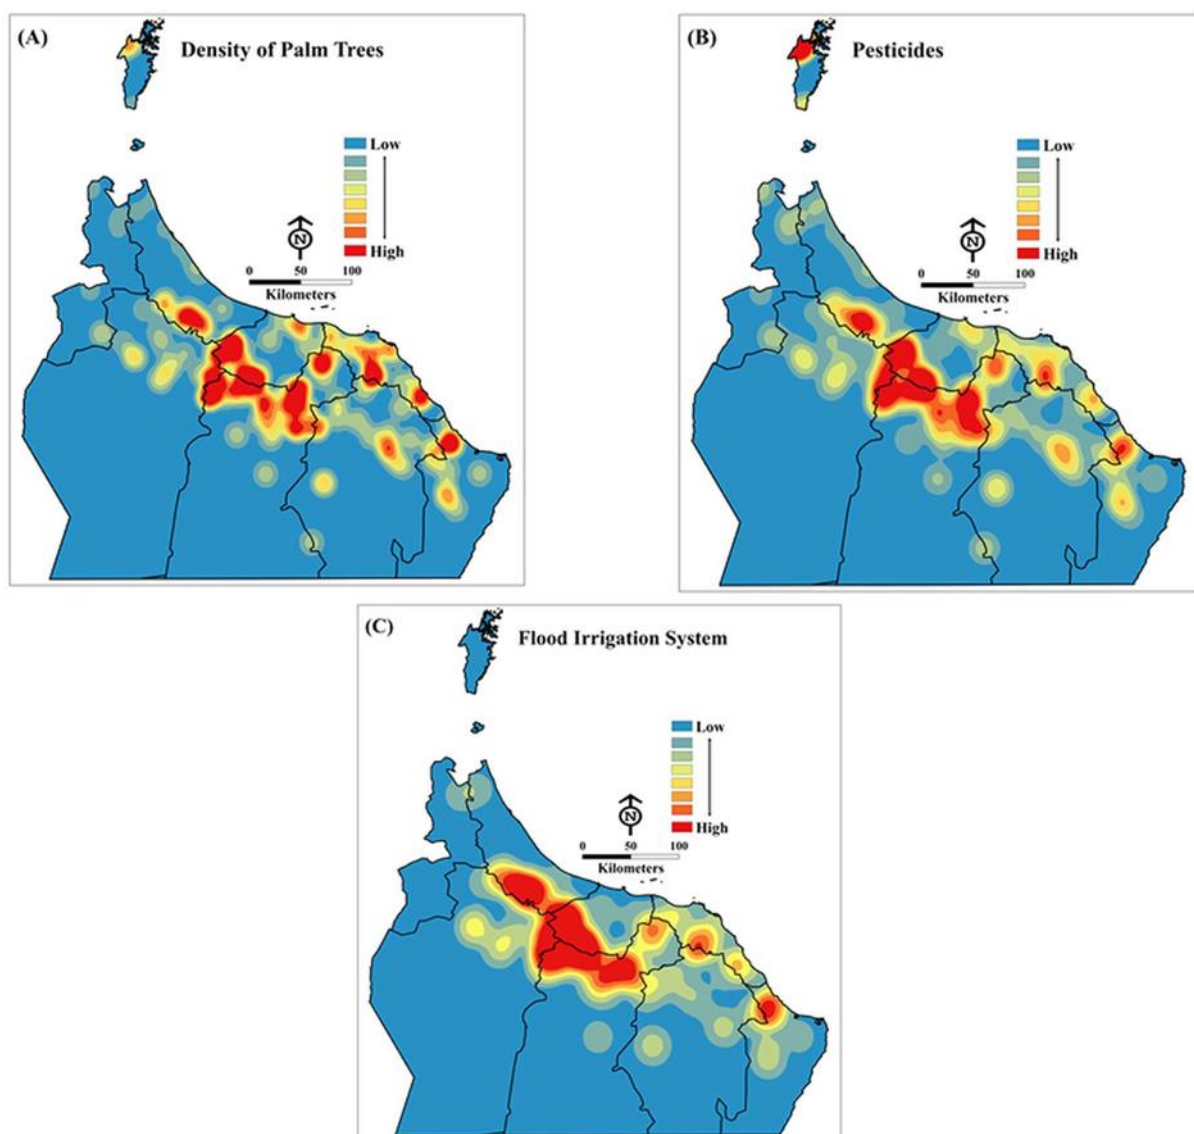 (A)
Density of Palm Trees
Low
High
N
0 50 100
Kilometers
(B)
Pesticides
Low
High
N
0 50 100
Kilometers
(C)
Flood Irrigation System
Low
High
N
0 50 100
Kilometers